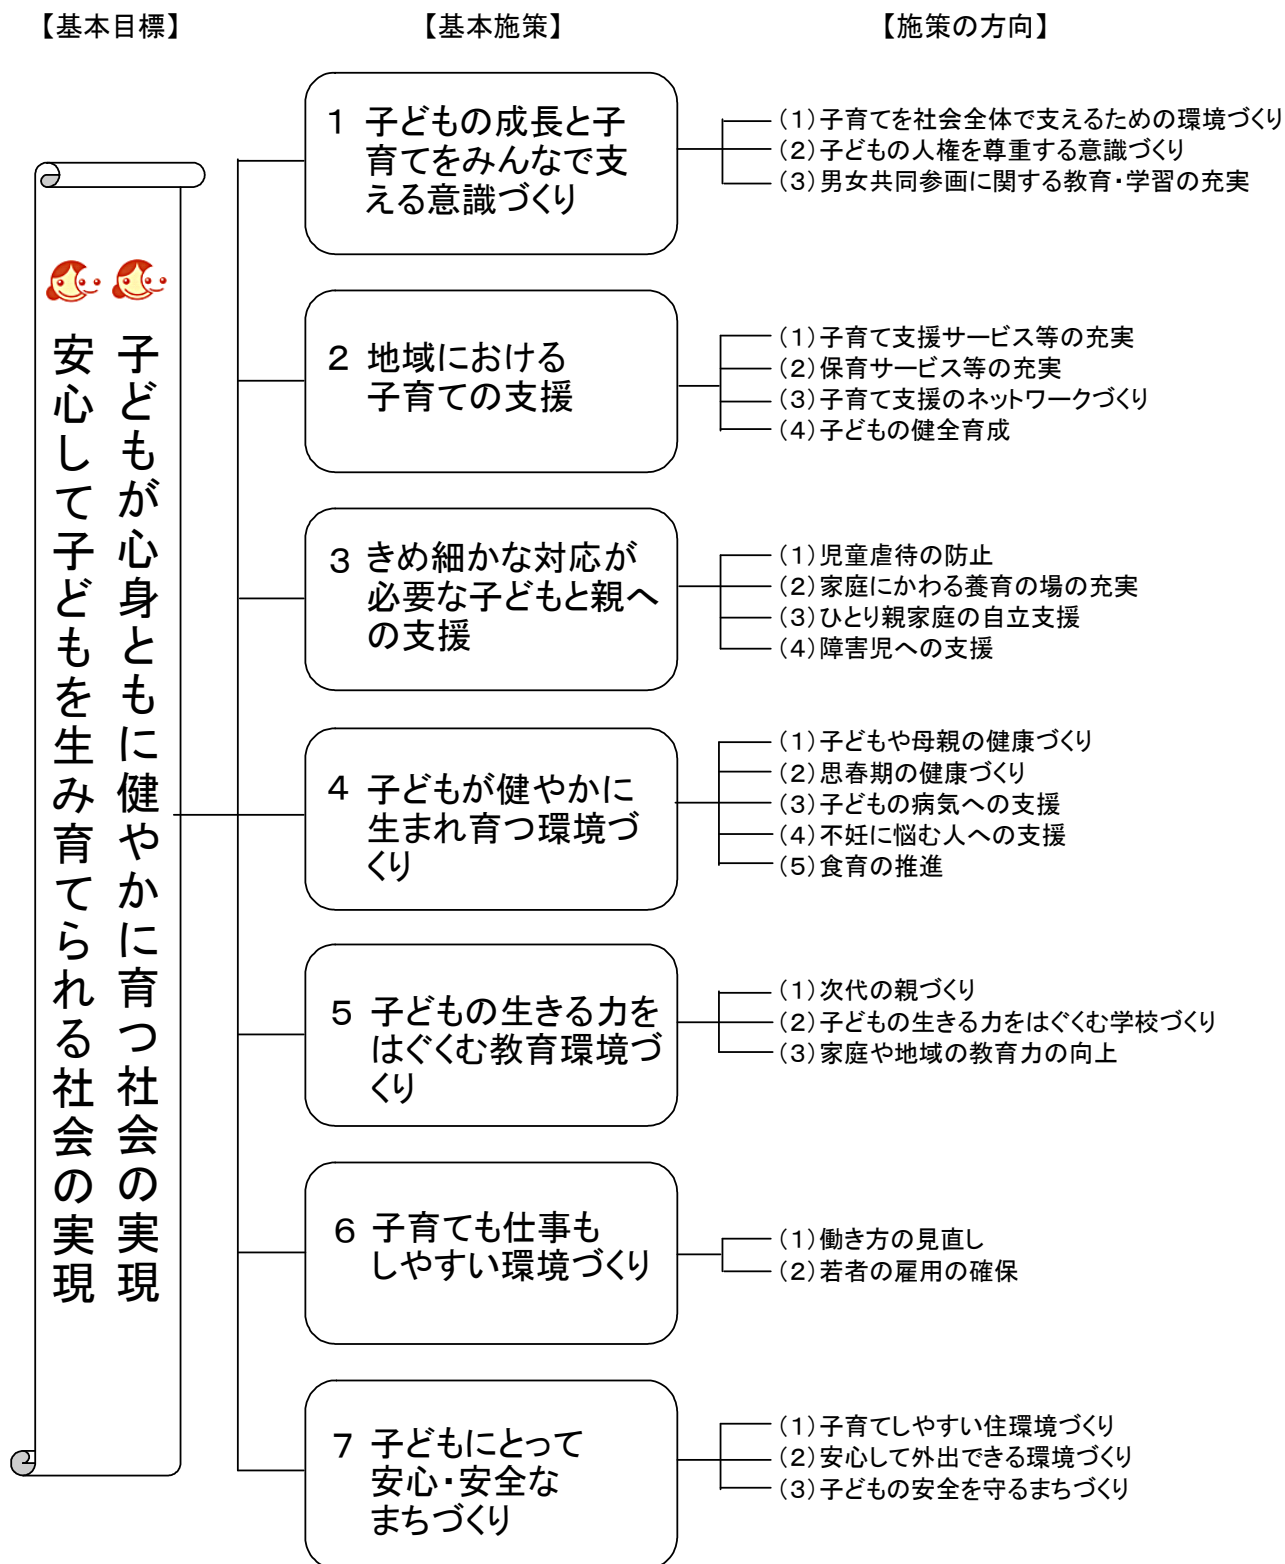 【基本目標】
【基本施策】
【施策の方向】
子どもが心身ともに健やかに育つ社会の実現
安心して子どもを生み育てられる社会の実現
1 子どもの成長と子
育てをみんなで支
える意識づくり
(1)子育てを社会全体で支えるための環境づくり
(2)子どもの人権を尊重する意識づくり
(3)男女共同参画に関する教育・学習の充実
2 地域における
子育ての支援
(1)子育て支援サービス等の充実
(2)保育サービス等の充実
(3)子育て支援のネットワークづくり
(4)子どもの健全育成
3 きめ細かな対応が
必要な子どもと親へ
の支援
(1)児童虐待の防止
(2)家庭にかわる養育の場の充実
(3)ひとり親家庭の自立支援
(4)障害児への支援
4 子どもが健やかに
生まれ育つ環境づ
くり
(1)子どもや母親の健康づくり
(2)思春期の健康づくり
(3)子どもの病気への支援
(4)不妊に悩む人への支援
(5)食育の推進
5 子どもの生きる力を
はぐくむ教育環境づ
くり
(1)次代の親づくり
(2)子どもの生きる力をはぐくむ学校づくり
(3)家庭や地域の教育力の向上
6 子育ても仕事も
しやすい環境づくり
(1)働き方の見直し
(2)若者の雇用の確保
7 子どもにとって
安心・安全な
まちづくり
(1)子育てしやすい住環境づくり
(2)安心して外出できる環境づくり
(3)子どもの安全を守るまちづくり